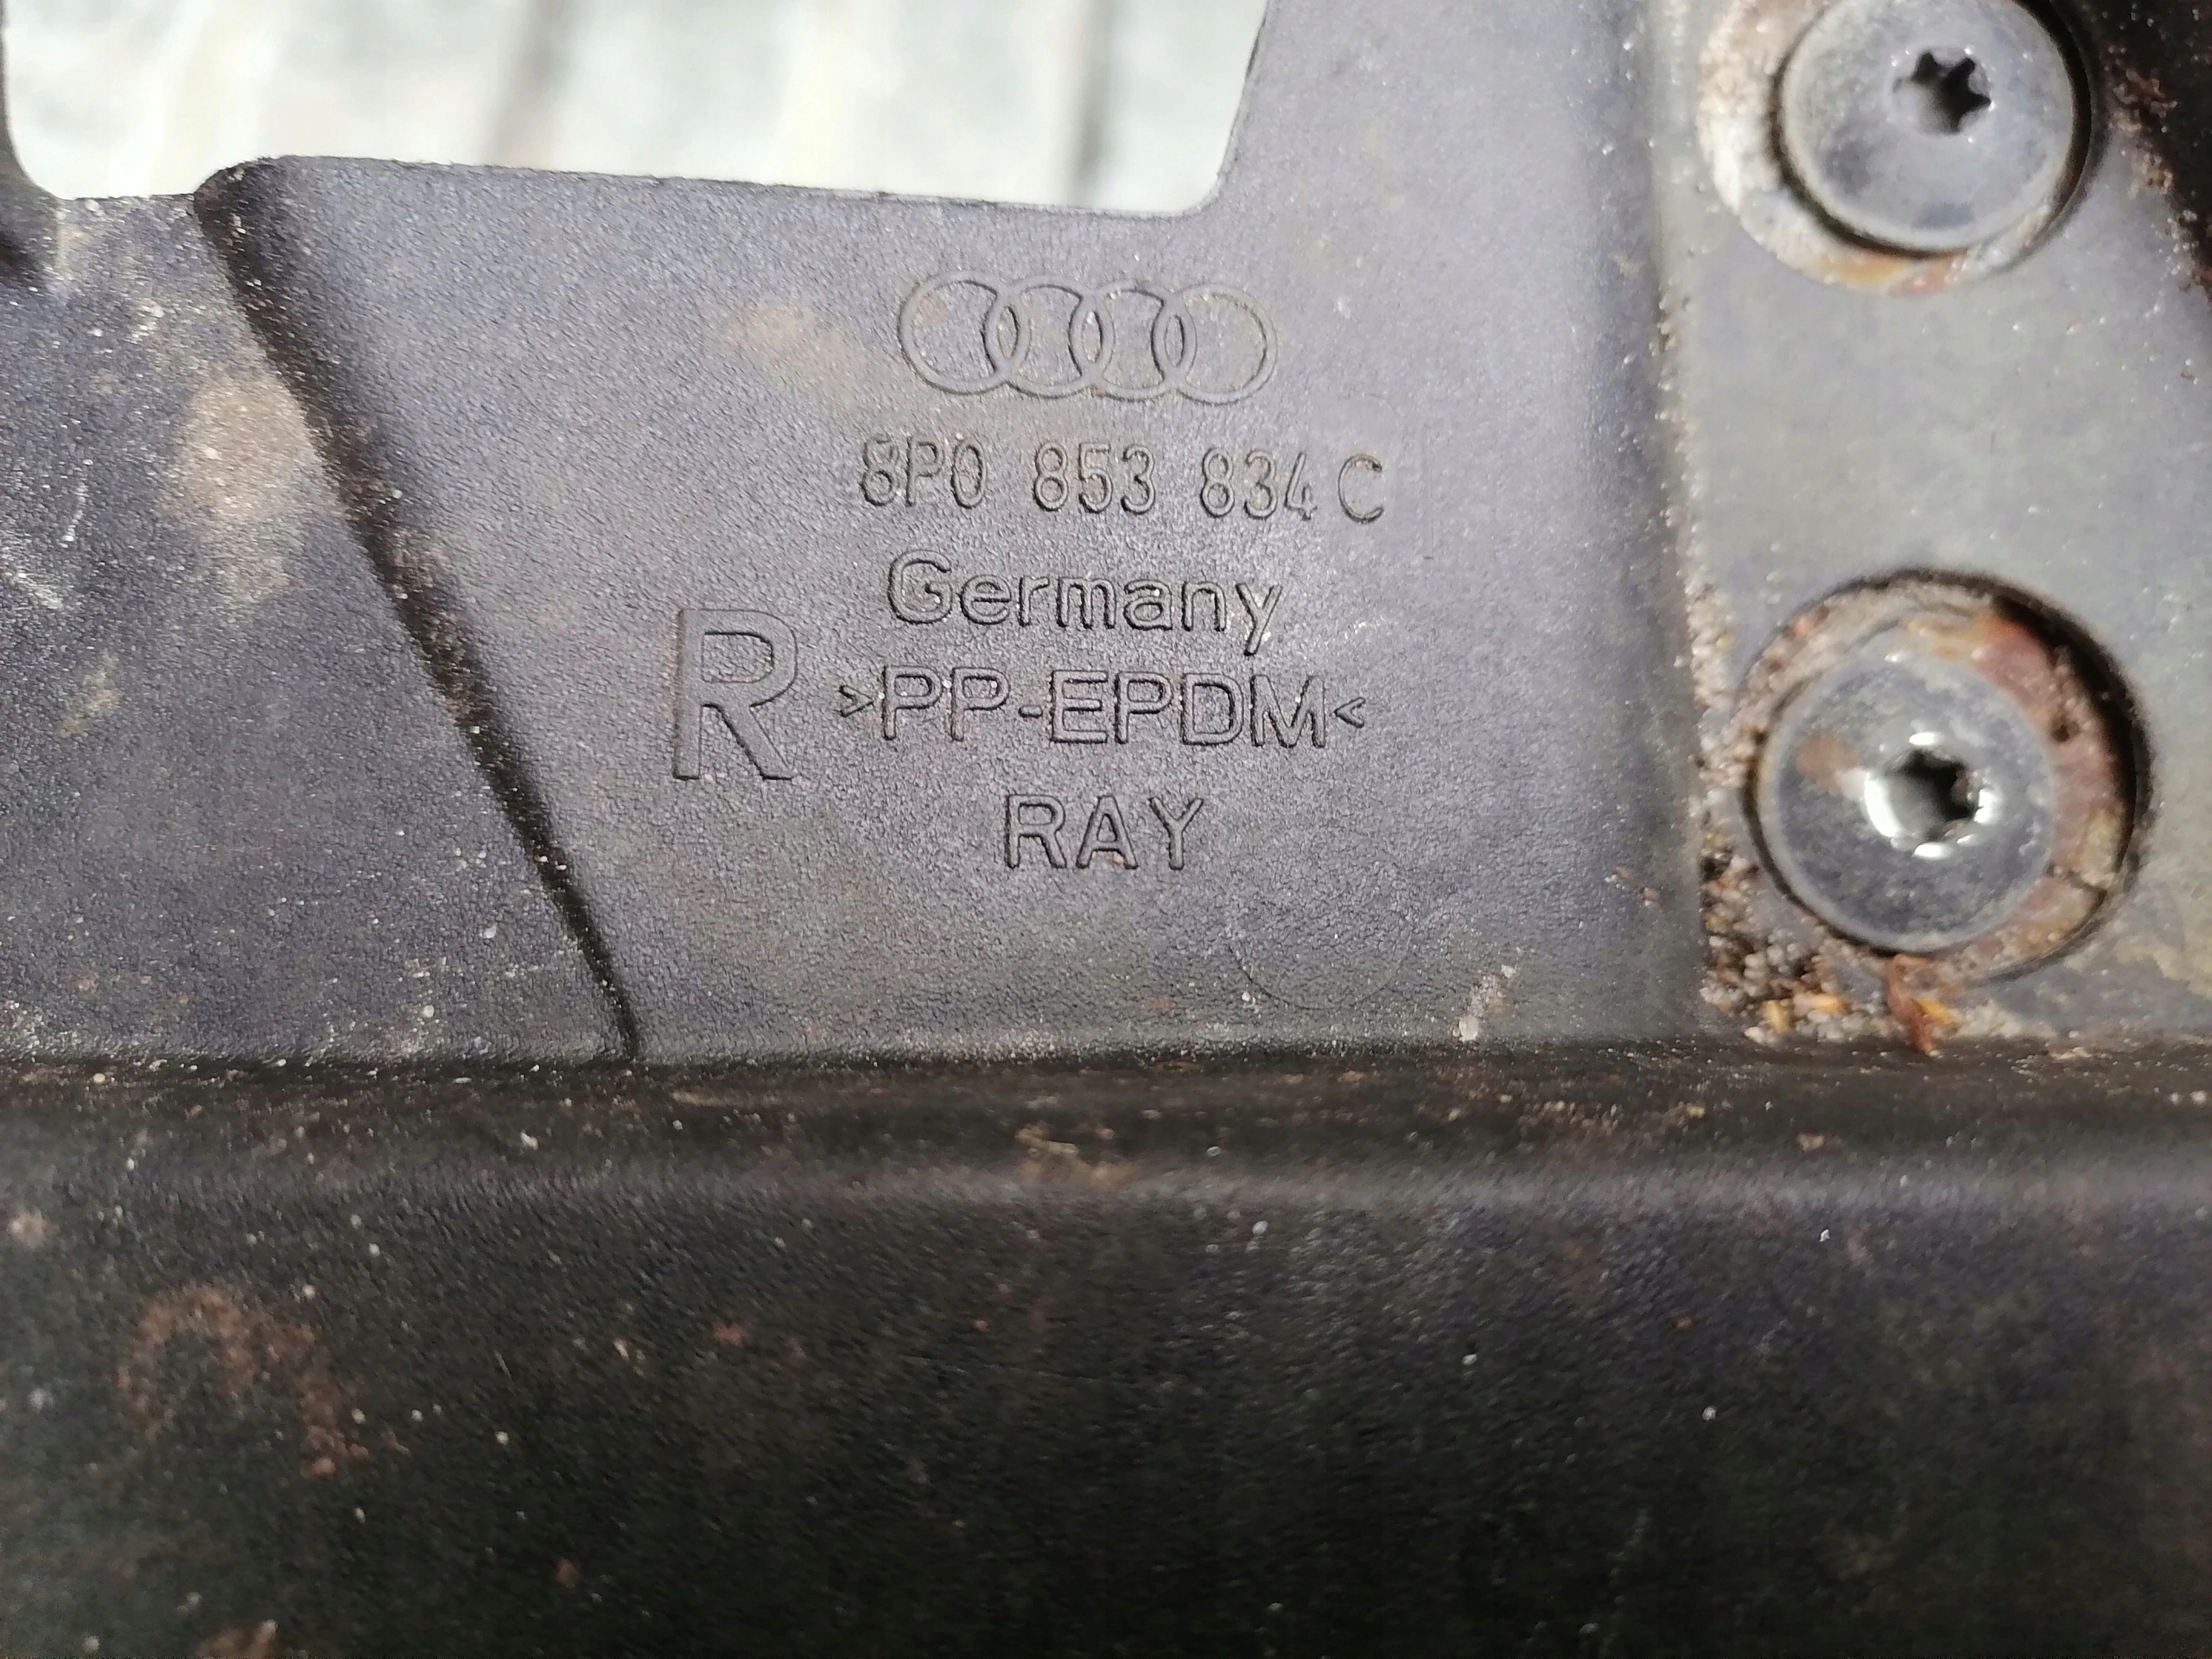 8P0 853 834 C
Germany
R >PP-EPDM<
RAY